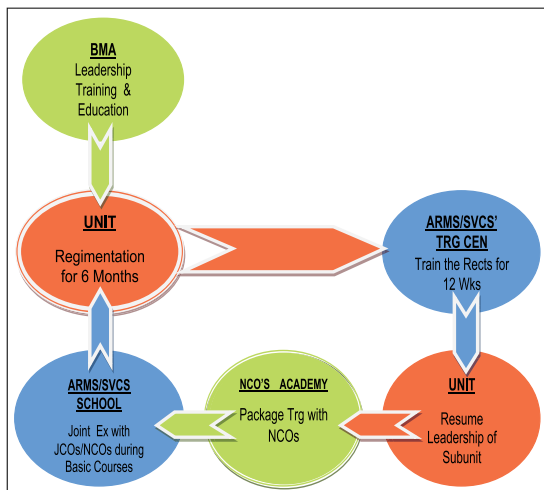 BMA
Leadership
Training &
Education
UNIT
Regimentation
for 6 Months
ARMS/SVCS'
TRG CEN
Train the Rects for
12 Wks
UNIT
Resume
Leadership of
Subunit
NCO'S ACADEMY
Package Trg with
NCOs
ARMS/SVCS
SCHOOL
Joint Ex with
JCOs/NCOs during
Basic Courses